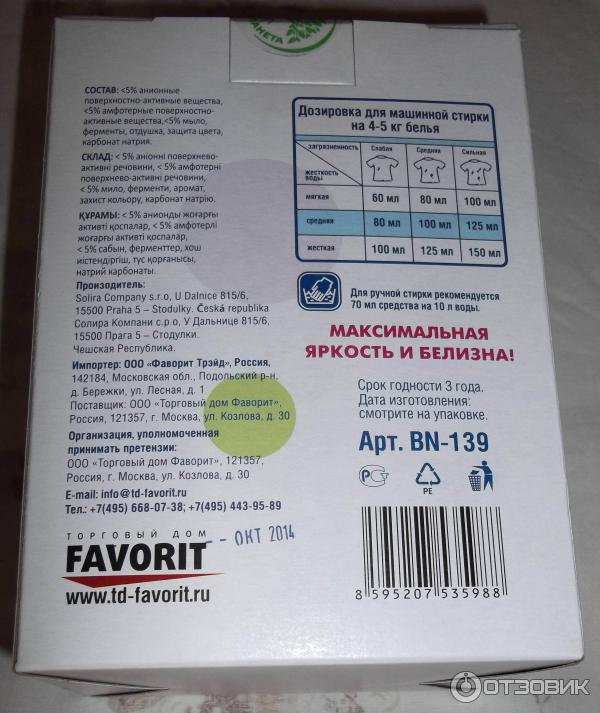 ПЛАНЕТА
СОСТАВ: <5% анионные
поверхностно-активные вещества,
<5% амфотерные поверхностно-
активные вещества,<5% мыло,
ферменты, отдушка, защита цвета,
карбонат натрия.
СКЛАД: < 5% аніонні поверхнево-
активні речовини, < 5% амфотерні
поверхнево-активні речовини,
< 5% мило, ферменти, аромат,
захист кольору, карбонат натрію.
ҚҰРАМЫ: < 5% анионды жоғарғы
активті қоспалар, < 5% амфотерлі
жоғарғы активті қоспалар,
< 5% сабын, ферменттер, хош
иістендіргіш, түс қорғанысы,
натрий карбонаты.
Производитель:
Solira Company s.r.o, U Dalnice 815/6,
15500 Praha 5 – Stodulky. Česká republika
Солира Компани с.р.о, У Дальнице 815/6,
15500 Прага 5 – Стодулки.
Чешская Республика.
Импортер: ООО «Фаворит Трэйд», Россия,
142184, Московская обл., Подольский р-н,
д. Бережки, ул. Лесная, д. 1
Поставщик: ООО «Торговый дом Фаворит»,
Россия, 121357, г. Москва, ул. Козлова, д. 30
Организация, уполномоченная
принимать претензии:
ООО «Торговый дом Фаворит», 121357,
Россия, г. Москва, ул. Козлова, д. 30
E-mail: info@td-favorit.ru
Тел.: +7(495) 668-07-38; +7(495) 443-95-89
ТОРГОВЫЙ ДОМ
FAVORIT
www.td-favorit.ru
- - ОКТ 2014
Дозировка для машинной стирки
на 4-5 кг белья
загрязненность Слабая Средняя Сильная
жесткость
воды
мягкая 60 мл 80 мл 100 мл
средняя 80 мл 100 мл 125 мл
жесткая 100 мл 125 мл 150 мл
Для ручной стирки рекомендуется
70 мл средства на 10 л воды.
МАКСИМАЛЬНАЯ
ЯРКОСТЬ И БЕЛИЗНА!
Срок годности 3 года.
Дата изготовления:
смотрите на упаковке.
Арт. BN-139
РСТ
PE
8 595207 535988
ОТЗОВИК